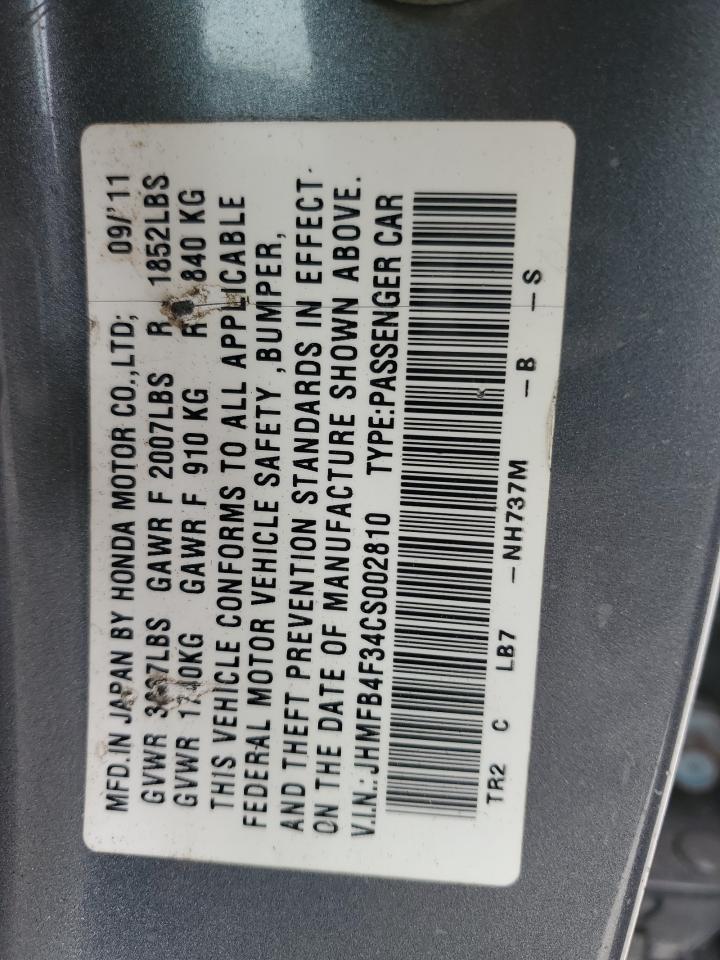 MFD.IN JAPAN BY HONDA MOTOR CO.,LTD; 09/'11
GVWR LBS GAWR F 2007LBS R 1852LBS
GVWR KG GAWR F 910 KG R 840 KG
THIS VEHICLE CONFORMS TO ALL APPLICABLE
FEDERAL MOTOR VEHICLE SAFETY ,BUMPER,
AND THEFT PREVENTION STANDARDS IN EFFECT
ON THE DATE OF MANUFACTURE SHOWN ABOVE.
V.I.N.: JHMFB4F34CS002810 TYPE:PASSENGER CAR
TR2 C LB7 -NH737M -B -S